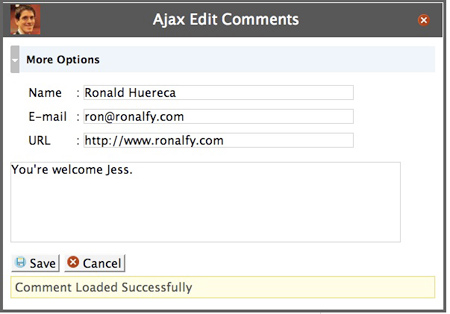 Ajax Edit Comments
More Options
Name : Ronald Huereca
E-mail : ron@ronalfy.com
URL : http://www.ronalfy.com
You're welcome Jess.
Save Cancel
Comment Loaded Successfully